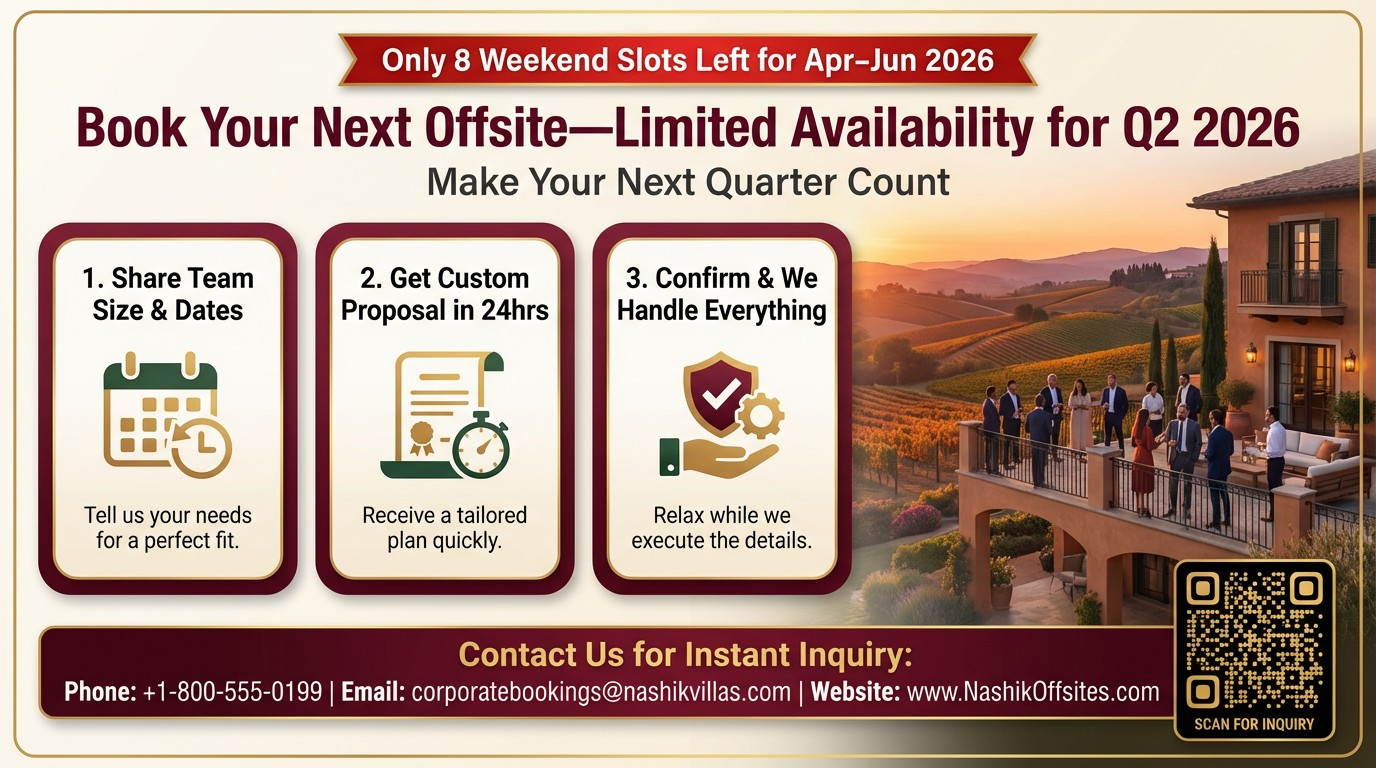 Only 8 Weekend Slots Left for Apr–Jun 2026
Book Your Next Offsite—Limited Availability for Q2 2026
Make Your Next Quarter Count
1. Share Team
Size & Dates
Tell us your needs
for a perfect fit.
2. Get Custom
Proposal in 24hrs
Receive a tailored
plan quickly.
3. Confirm & We
Handle Everything
Relax while we
execute the details.
Contact Us for Instant Inquiry:
Phone: +1-800-555-0199 | Email: corporatebookings@nashikvillas.com | Website: www.NashikOffsites.com
SCAN FOR INQUIRY